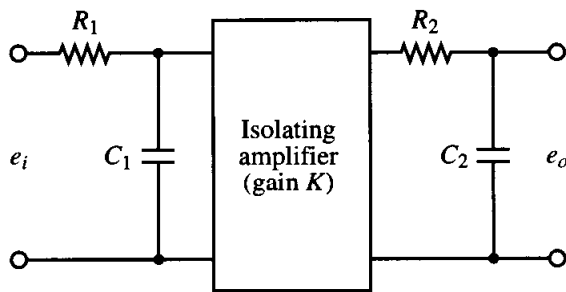 R1
R2
ei
C1
Isolating
amplifier
(gain K)
C2
eo